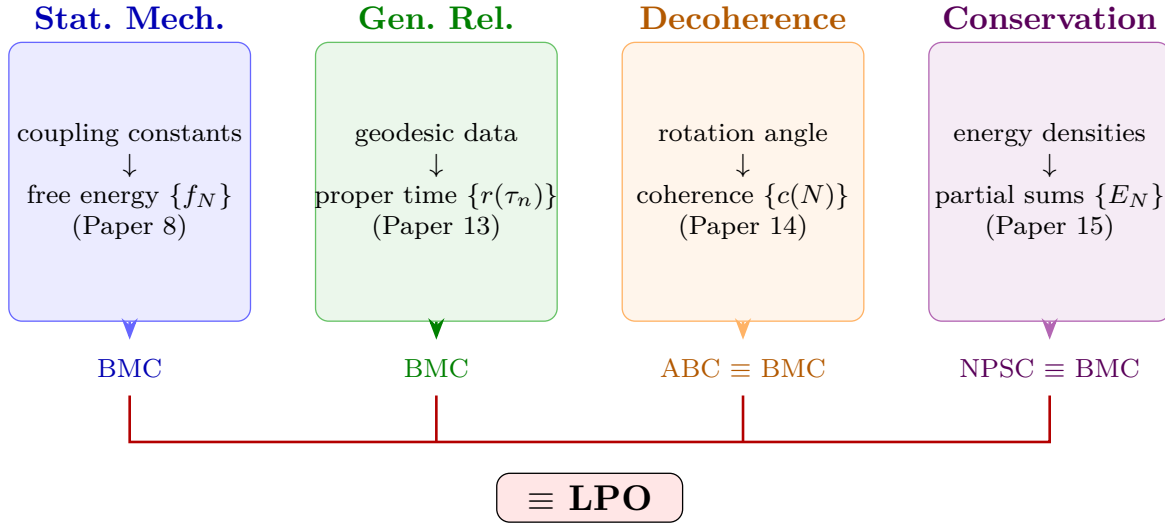 Stat. Mech.
coupling constants
↓
free energy {f_N}
(Paper 8)
BMC
Gen. Rel.
geodesic data
↓
proper time {r(τ_n)}
(Paper 13)
BMC
Decoherence
rotation angle
↓
coherence {c(N)}
(Paper 14)
ABC ≡ BMC
Conservation
energy densities
↓
partial sums {E_N}
(Paper 15)
NPSC ≡ BMC
≡ LPO